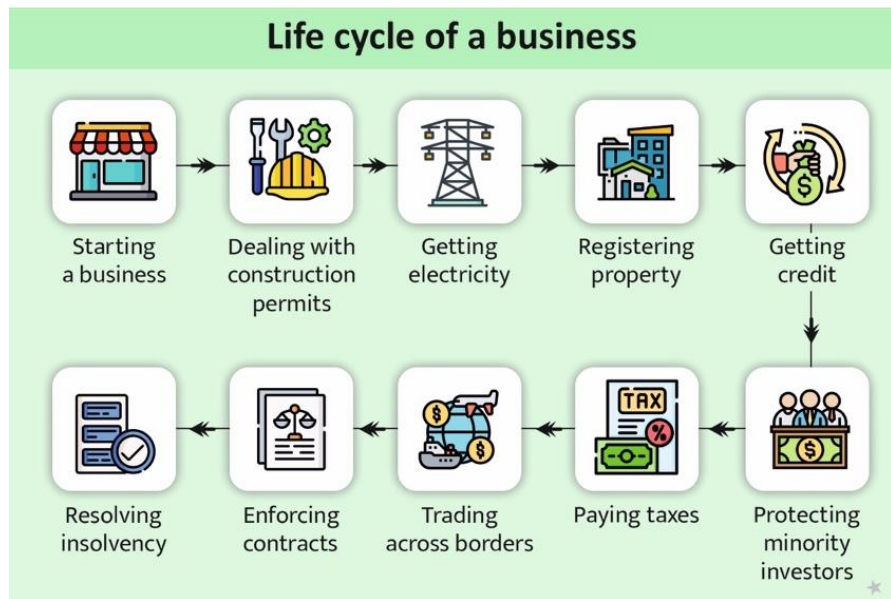 Life cycle of a business
Starting
a business
Dealing with
construction
permits
Getting
electricity
Registering
property
Getting
credit
$
TAX
%
$
$
$
Resolving
insolvency
Enforcing
contracts
Trading
across borders
Paying taxes
Protecting
minority
investors